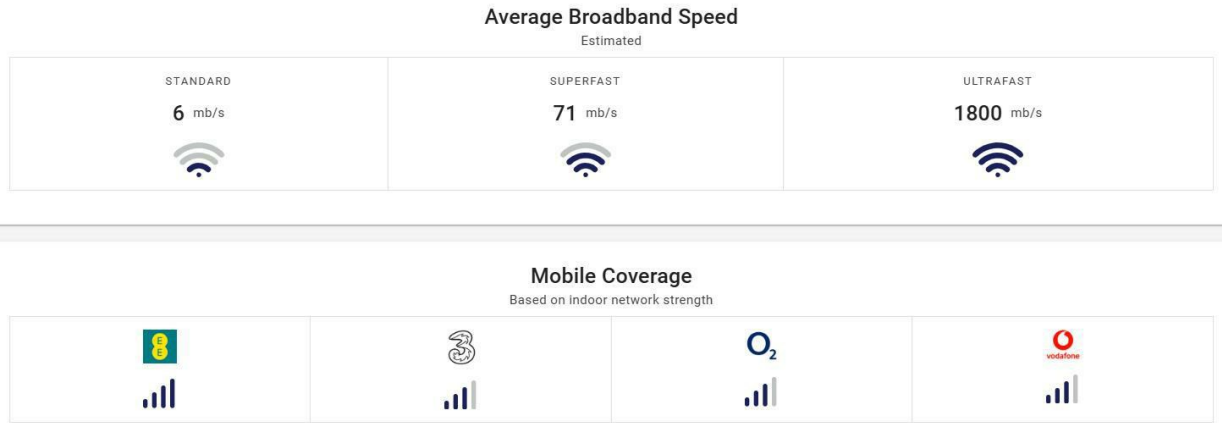 Average Broadband Speed
Estimated
STANDARD
6 mb/s
SUPERFAST
71 mb/s
ULTRAFAST
1800 mb/s
Mobile Coverage
Based on indoor network strength
E
E
3
O2
vodafone